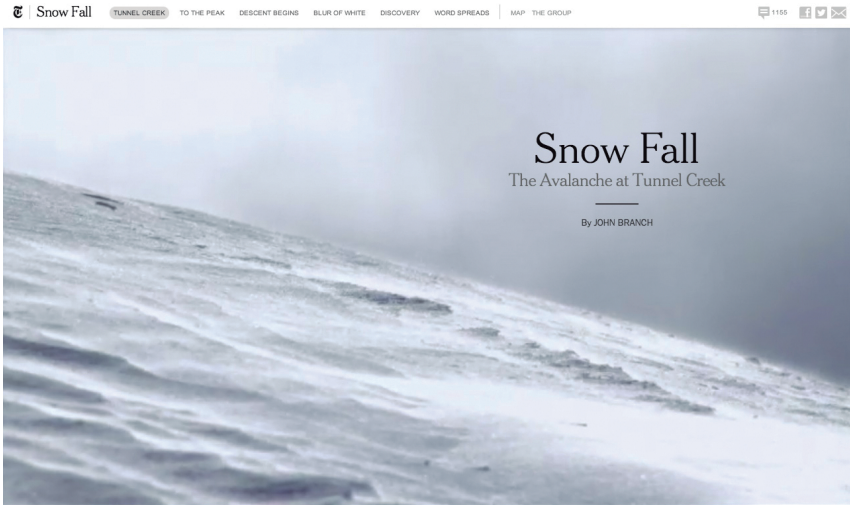 T Snow Fall TUNNEL CREEK TO THE PEAK DESCENT BEGINS BLUR OF WHITE DISCOVERY WORD SPREADS MAP THE GROUP 1155
Snow Fall
The Avalanche at Tunnel Creek
By JOHN BRANCH